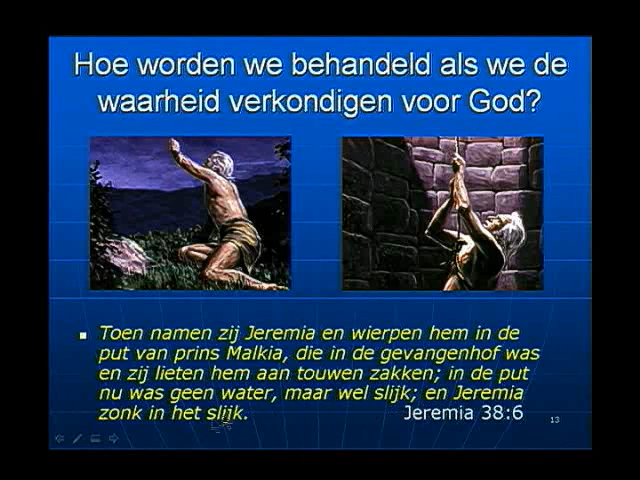 Hoe worden we behandeld als we de
waarheid verkondigen voor God?
Toen namen zij Jeremia en wierpen hem in de
put van prins Malkia, die in de gevangenhof was
en zij lieten hem aan touwen zakken; in de put
nu was geen water, maar wel slijk; en Jeremia
zonk in het slijk. Jeremia 38:6
13